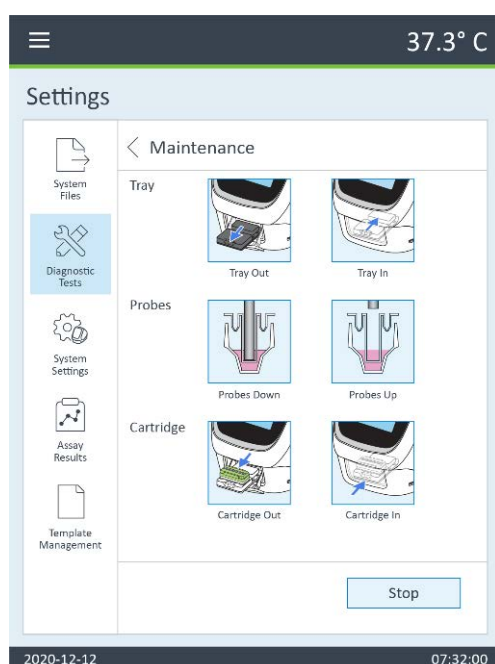 37.3° C
Settings
System
Files
Diagnostic
Tests
System
Settings
Assay
Results
Template
Management
Maintenance
Tray
Tray Out
Tray In
Probes
Probes Down
Probes Up
Cartridge
Cartridge Out
Cartridge In
Stop
2020-12-12
07:32:00